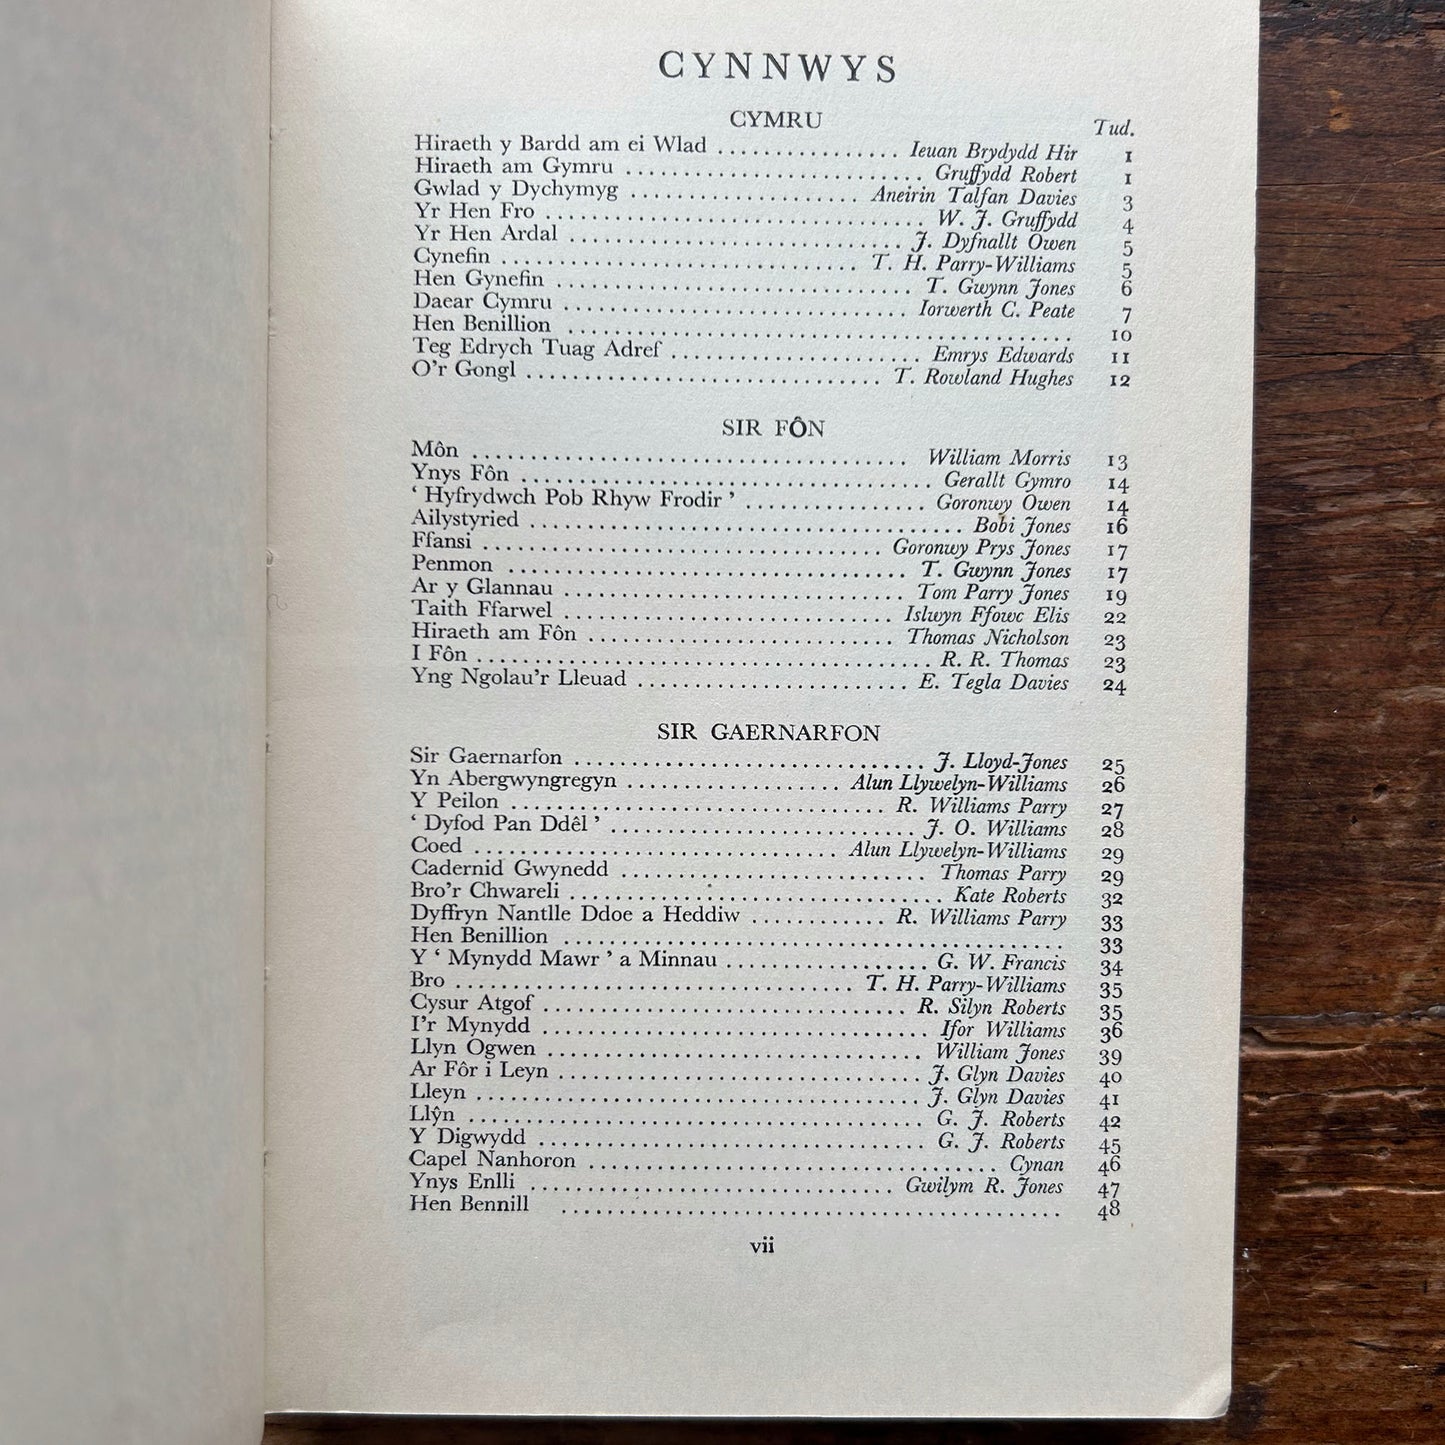 CYNNWYS
CYMRU
Tud.
Hiraeth y Bardd am ei Wlad ................ Ieuan Brydydd Hir 1
Hiraeth am Gymru .......................... Gruffydd Robert 1
Gwlad y Dychymyg .................... Aneirin Talfan Davies 3
Yr Hen Fro ................................. W. J. Gruffydd 4
Yr Hen Ardal ............................. J. Dyfnallt Owen 5
Cynefin ............................... T. H. Parry-Williams 5
Hen Gynefin ............................... T. Gwynn Jones 6
Daear Cymru .............................. Iorwerth C. Peate 7
Hen Benillion ............................................ 10
Teg Edrych Tuag Adref ...................... Emrys Edwards 11
O'r Gongl ............................... T. Rowland Hughes 12
SIR FÔN
Môn ...................................... William Morris 13
Ynys Fôn .................................... Gerallt Gymro 14
‘ Hyfrydwch Pob Rhyw Frodir ’ ................ Goronwy Owen 14
Ailystyried ...................................... Bobi Jones 16
Ffansi ................................... Goronwy Prys Jones 17
Penmon ................................... T. Gwynn Jones 17
Ar y Glannau .............................. Tom Parry Jones 19
Taith Ffarwel ............................. Islwyn Ffowc Elis 22
Hiraeth am Fôn ............................ Thomas Nicholson 23
I Fôn ........................................ R. R. Thomas 23
Yng Ngolau'r Lleuad ........................ E. Tegla Davies 24
SIR GAERNARFON
Sir Gaernarfon ............................... J. Lloyd-Jones 25
Yn Abergwyngregyn ................... Alun Llywelyn-Williams 26
Y Peilon ................................. R. Williams Parry 27
‘ Dyfod Pan Ddêl ’ ........................... J. O. Williams 28
Coed ................................ Alun Llywelyn-Williams 29
Cadernid Gwynedd ........................... Thomas Parry 29
Bro'r Chwareli ................................. Kate Roberts 32
Dyffryn Nantlle Ddoe a Heddiw ............ R. Williams Parry 33
Hen Benillion ............................................ 33
Y ‘ Mynydd Mawr ’ a Minnau .................. G. W. Francis 34
Bro ................................... T. H. Parry-Williams 35
Cysur Atgof ................................ R. Silyn Roberts 35
I'r Mynydd .................................. Ifor Williams 36
Llyn Ogwen ................................. William Jones 39
Ar Fôr i Leyn ................................ J. Glyn Davies 40
Lleyn ....................................... J. Glyn Davies 41
Llŷn ........................................ G. J. Roberts 42
Y Digwydd .................................. G. J. Roberts 45
Capel Nanhoron .................................... Cynan 46
Ynys Enlli ................................ Gwilym R. Jones 47
Hen Bennill ............................................ 48
vii